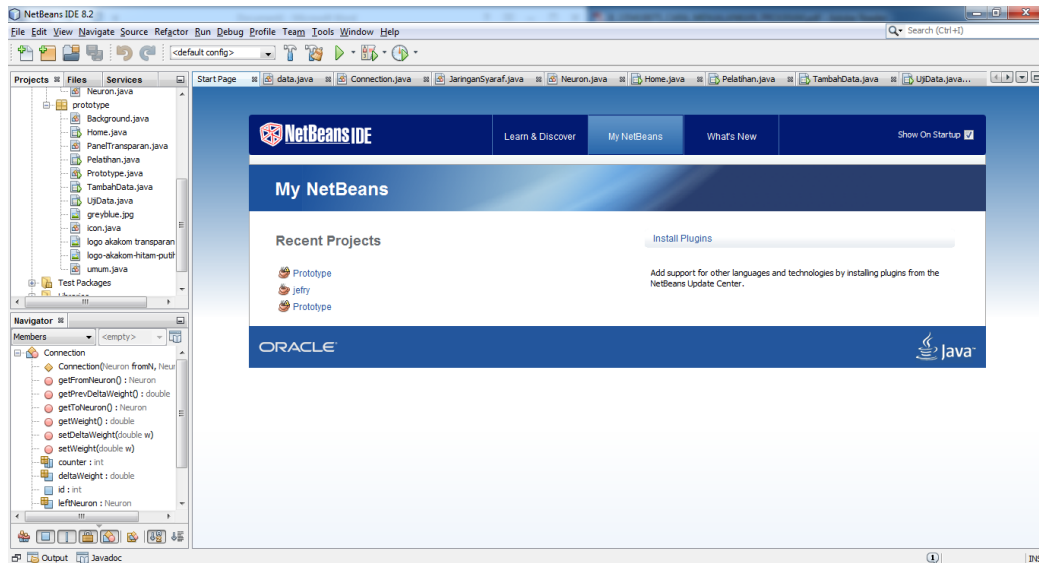 NetBeans IDE 8.2
File Edit View Navigate Source Refactor Run Debug Profile Team Tools Window Help
Search (Ctrl+I)
<default config>
Projects Files Services
Start Page data.java Connection.java JaringanSyaraf.java Neuron.java Home.java Pelatihan.java TambahData.java UjiData.java...
Neuron.java
prototype
Background.java
Home.java
PanelTransparan.java
Pelatihan.java
Prototype.java
TambahData.java
UjiData.java
greyblue.jpg
icon.java
logo akakom transparan
logo-akakom-hitam-putih
umum.java
Test Packages
NetBeans IDE
Learn & Discover
My NetBeans
What's New
Show On Startup
My NetBeans
Recent Projects
Prototype
jefry
Prototype
Install Plugins
Add support for other languages and technologies by installing plugins from the
NetBeans Update Center.
ORACLE
Java
Navigator
Members
<empty>
Connection
Connection(Neuron fromN, Neur
getFromNeuron() : Neuron
getPrevDeltaWeight() : double
getToNeuron() : Neuron
getWeight() : double
setDeltaWeight(double w)
setWeight(double w)
counter : int
deltaWeight : double
id : int
leftNeuron : Neuron
Output Javadoc
1
INS